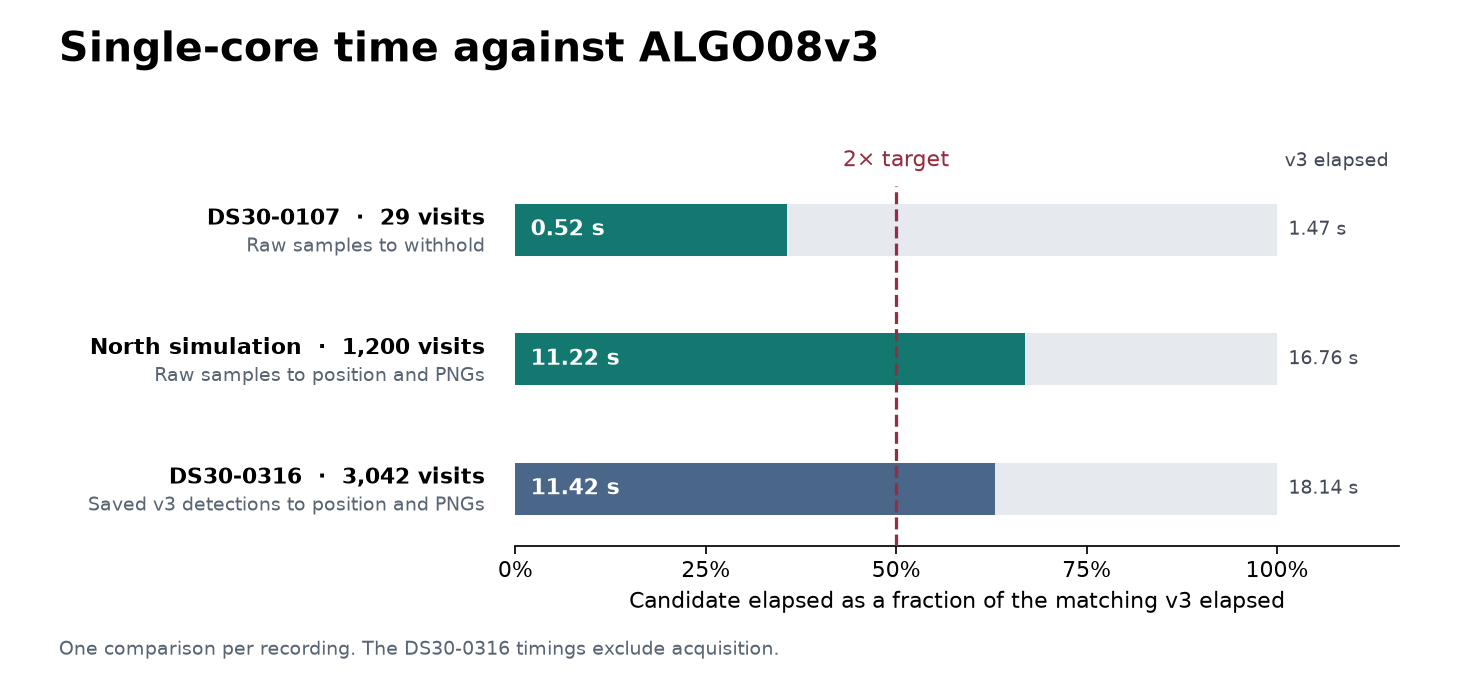 Single-core time against ALGO08v3
2× target
v3 elapsed
DS30-0107 · 29 visits
Raw samples to withhold
0.52 s
1.47 s
North simulation · 1,200 visits
Raw samples to position and PNGs
11.22 s
16.76 s
DS30-0316 · 3,042 visits
Saved v3 detections to position and PNGs
11.42 s
18.14 s
0% 25% 50% 75% 100%
Candidate elapsed as a fraction of the matching v3 elapsed
One comparison per recording. The DS30-0316 timings exclude acquisition.